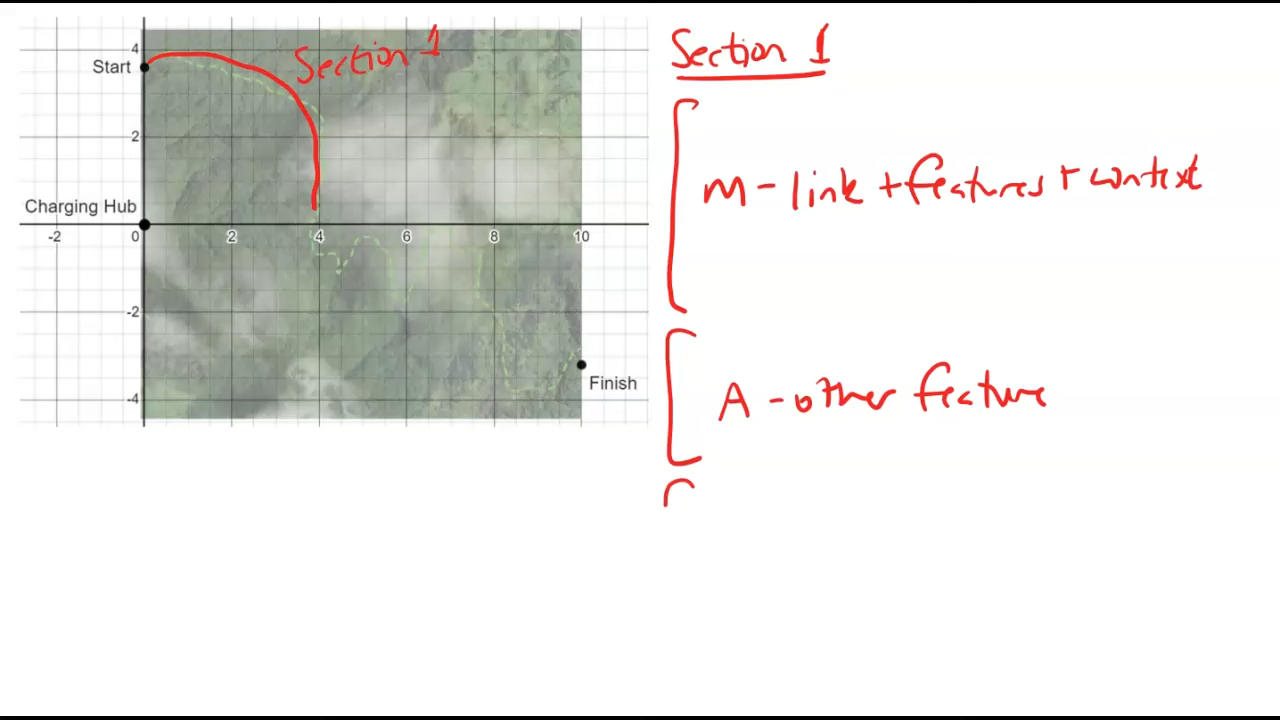 Section 1
4
Section 1
Start
m - link + features + context
2
Charging Hub
-2 0 2 4 6 8 10
-2
Finish
A - other feature
-4